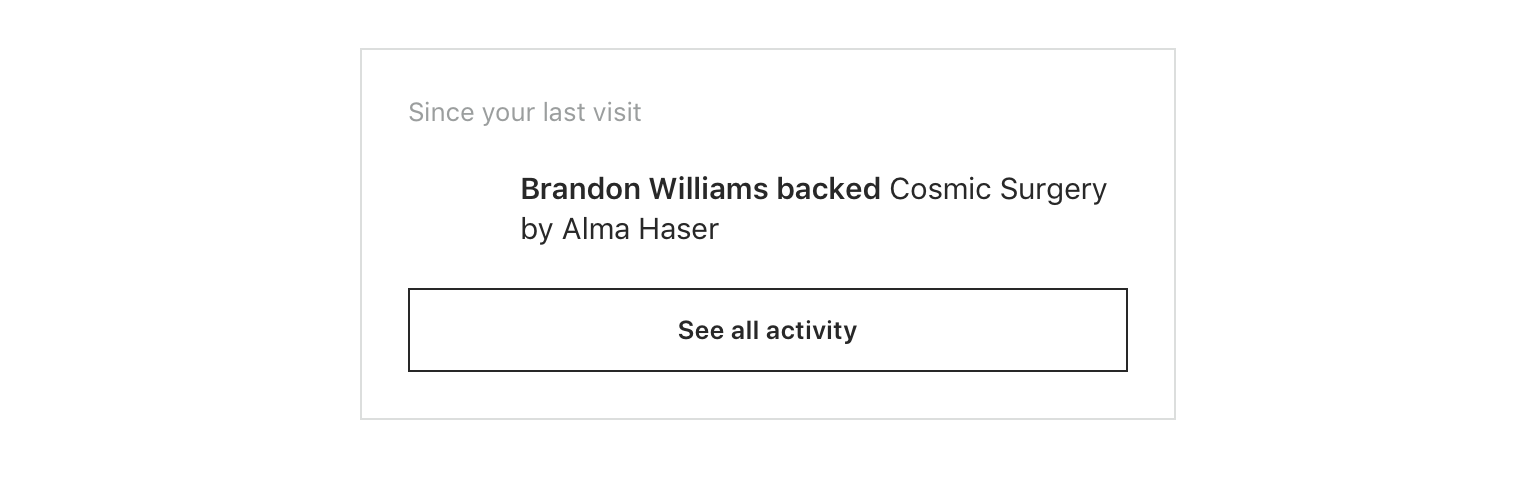 Since your last visit
Brandon Williams backed Cosmic Surgery
by Alma Haser
See all activity